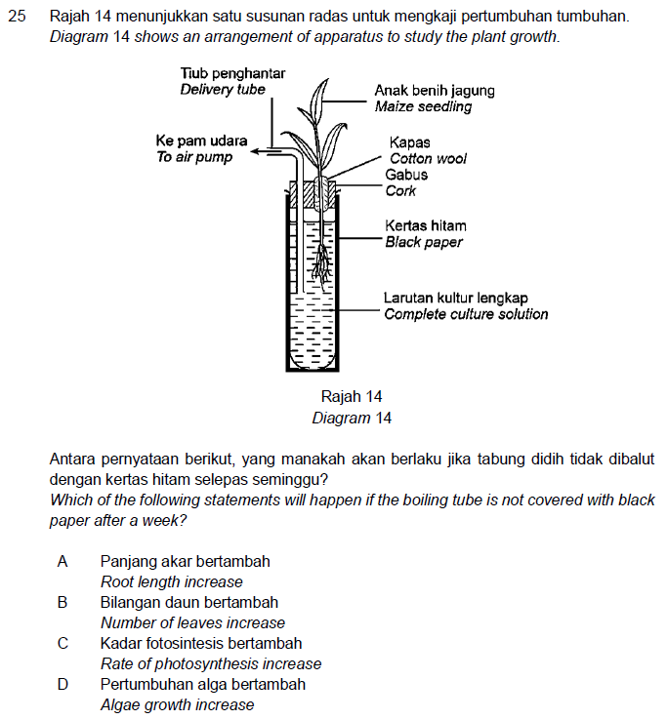 25 Rajah 14 menunjukkan satu susunan radas untuk mengkaji pertumbuhan tumbuhan.
Diagram 14 shows an arrangement of apparatus to study the plant growth.
Tiub penghantar
Delivery tube
Anak benih jagung
Maize seedling
Ke pam udara
To air pump
Kapas
Cotton wool
Gabus
Cork
Kertas hitam
Black paper
Larutan kultur lengkap
Complete culture solution
Rajah 14
Diagram 14
Antara pernyataan berikut, yang manakah akan berlaku jika tabung didih tidak dibalut
dengan kertas hitam selepas seminggu?
Which of the following statements will happen if the boiling tube is not covered with black
paper after a week?
A Panjang akar bertambah
Root length increase
B Bilangan daun bertambah
Number of leaves increase
C Kadar fotosintesis bertambah
Rate of photosynthesis increase
D Pertumbuhan alga bertambah
Algae growth increase